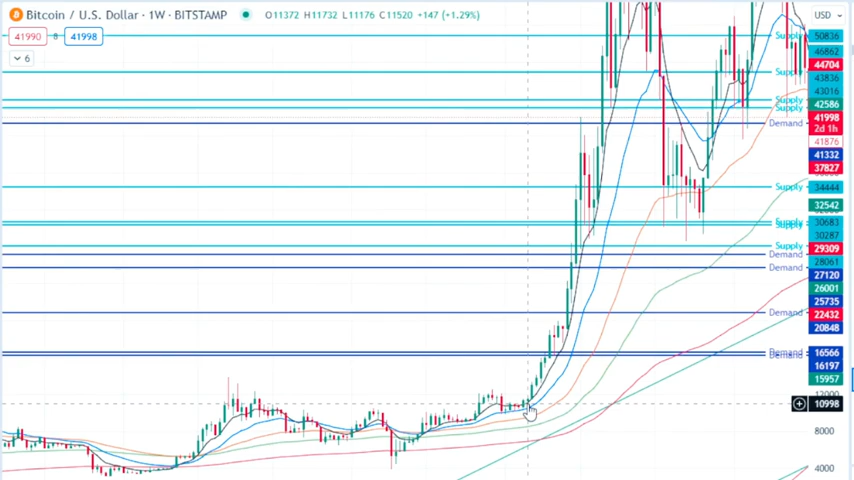 Bitcoin / U.S. Dollar · 1W · BITSTAMP O11372 H11732 L11176 C11520 +147 (+1.29%)
USD
41990 8 41998
6
Supply 50836
46862
44704
Supply 43836
43016
Supply 42586
Supply 41998
2d 1h
Demand
41876
41332
37827
Supply 34444
32542
Supply 30683
Supply 30287
Supply 29309
Demand 28061
Demand 27120
26001
25735
Demand 22432
20848
Demand 16566
Demand 16197
15957
12000
10998
8000
4000